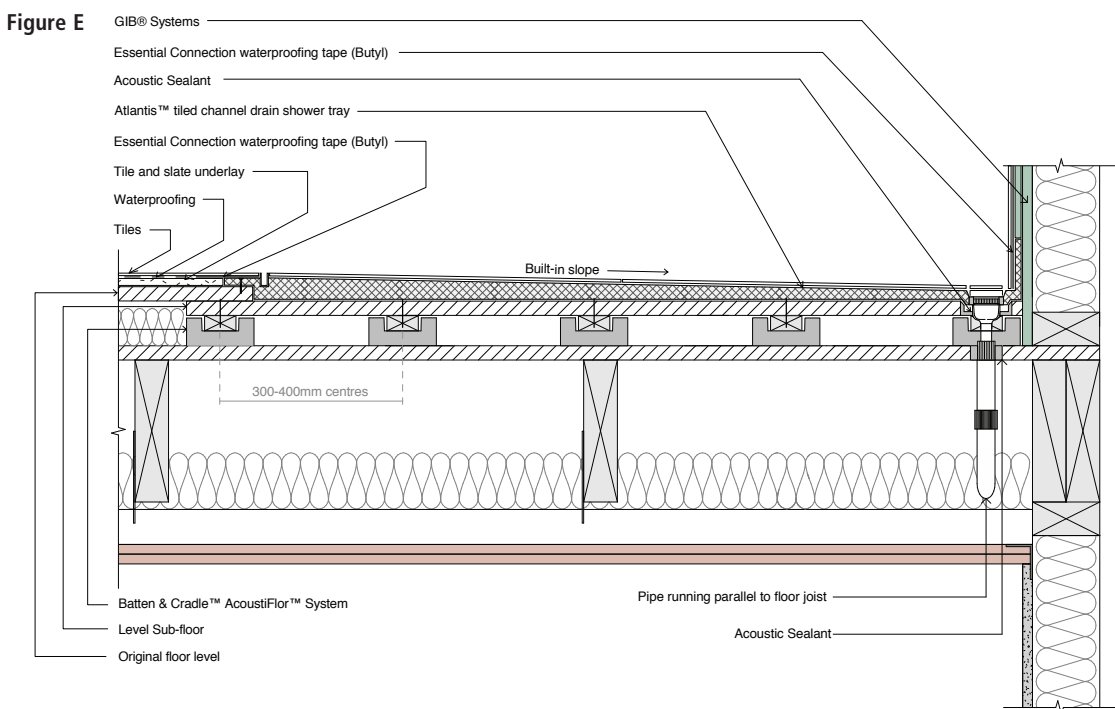 Figure E
GIB® Systems
Essential Connection waterproofing tape (Butyl)
Acoustic Sealant
Atlantis™ tiled channel drain shower tray
Essential Connection waterproofing tape (Butyl)
Tile and slate underlay
Waterproofing
Tiles
Built-in slope
300-400mm centres
Batten & Cradle™ AcoustiFlor™ System
Level Sub-floor
Original floor level
Pipe running parallel to floor joist
Acoustic Sealant